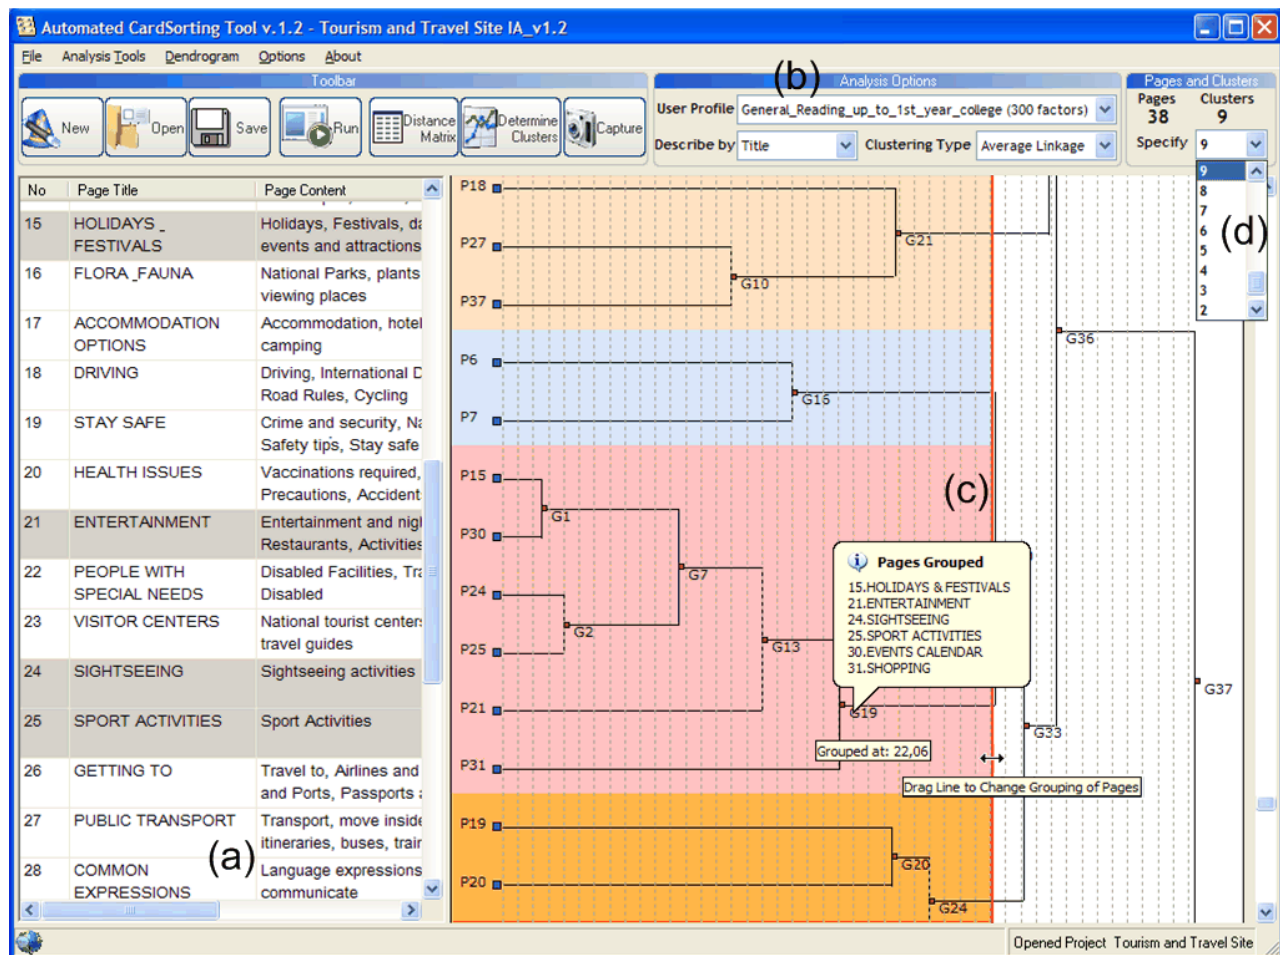 Automated CardSorting Tool v.1.2 - Tourism and Travel Site IA_v1.2
File Analysis Tools Dendrogram Options About
Toolbar
New Open Save Run Distance Matrix Determine Clusters Capture
(b)
Analysis Options
User Profile General_Reading_up_to_1st_year_college (300 factors)
Describe by Title Clustering Type Average Linkage
Pages and Clusters
Pages Clusters
38 9
Specify 9
9
8
7
6
5
4
3
2
(d)
No Page Title Page Content
15 HOLIDAYS _ Holidays, Festivals, da
FESTIVALS events and attractions
16 FLORA _FAUNA National Parks, plants
viewing places
17 ACCOMMODATION Accommodation, hotel
OPTIONS camping
18 DRIVING Driving, International D
Road Rules, Cycling
19 STAY SAFE Crime and security, Na
Safety tips, Stay safe
20 HEALTH ISSUES Vaccinations required,
Precautions, Accident
21 ENTERTAINMENT Entertainment and nig
Restaurants, Activities
22 PEOPLE WITH Disabled Facilities, Tra
SPECIAL NEEDS Disabled
23 VISITOR CENTERS National tourist center
travel guides
24 SIGHTSEEING Sightseeing activities
25 SPORT ACTIVITIES Sport Activities
26 GETTING TO Travel to, Airlines and
and Ports, Passports
27 PUBLIC TRANSPORT Transport, move inside
itineraries, buses, train
28 COMMON Language expressions
EXPRESSIONS communicate
(a)
P18
G21
P27
G10
P37
G36
P6
G16
P7
P15
(c)
G1
P30
G7
P24
G2
P25
G13
P21
G19
P31
G33
G37
P19
G20
P20
G24
Pages Grouped
15.HOLIDAYS & FESTIVALS
21.ENTERTAINMENT
24.SIGHTSEEING
25.SPORT ACTIVITIES
30.EVENTS CALENDAR
31.SHOPPING
Grouped at: 22,06
Drag Line to Change Grouping of Pages
Opened Project Tourism and Travel Site